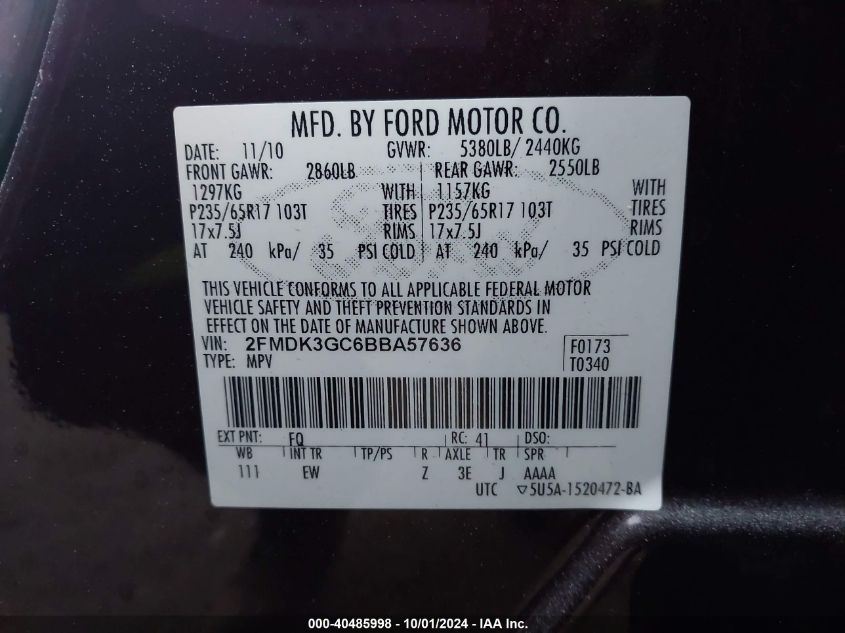 MFD. BY FORD MOTOR CO.
DATE: 11/10 GVWR: 5380LB/ 2440KG
FRONT GAWR: 2860LB REAR GAWR: 2550LB
1297KG WITH 1157KG WITH
P235/65R17 103T TIRES P235/65R17 103T TIRES
17x7.5J RIMS 17x7.5J RIMS
AT 240 kPa/ 35 PSI COLD AT 240 kPa/ 35 PSI COLD
THIS VEHICLE CONFORMS TO ALL APPLICABLE FEDERAL MOTOR
VEHICLE SAFETY AND THEFT PREVENTION STANDARDS IN
EFFECT ON THE DATE OF MANUFACTURE SHOWN ABOVE.
VIN: 2FMDK3GC6BBA57636 F0173
TYPE: MPV T0340
EXT PNT: FQ RC: 41 DSO:
WB INT TR TP/PS R AXLE TR SPR
111 EW Z 3E J AAAA
UTC ▽5U5A-1520472-BA
000-40485998 - 10/01/2024 - IAA Inc.